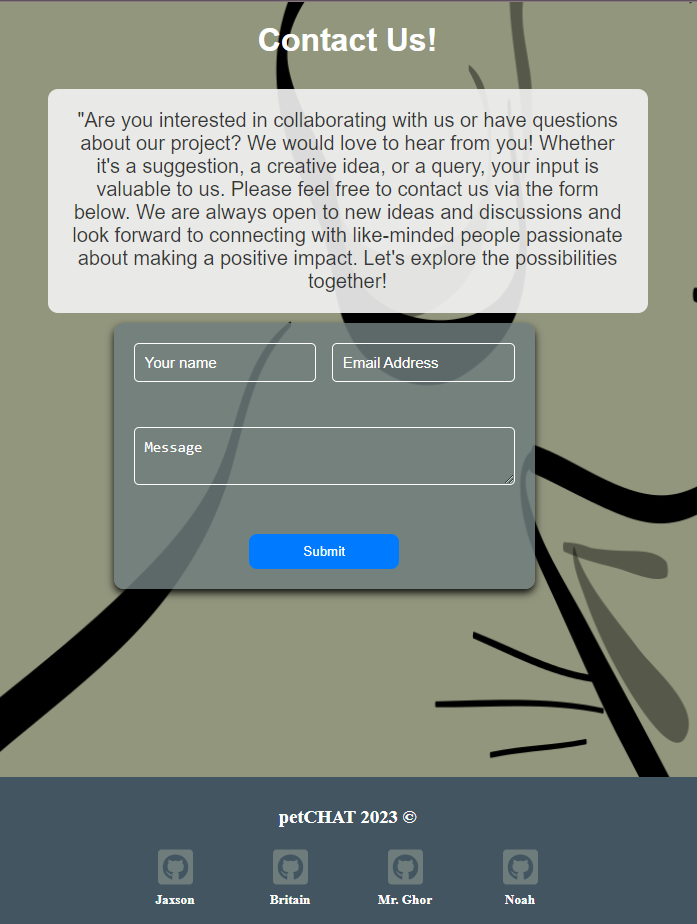 Contact Us!
"Are you interested in collaborating with us or have questions
about our project? We would love to hear from you! Whether
it's a suggestion, a creative idea, or a query, your input is
valuable to us. Please feel free to contact us via the form
below. We are always open to new ideas and discussions and
look forward to connecting with like-minded people passionate
about making a positive impact. Let's explore the possibilities
together!
Your name
Email Address
Message
Submit
petCHAT 2023 ©
Jaxson
Britain
Mr. Ghor
Noah